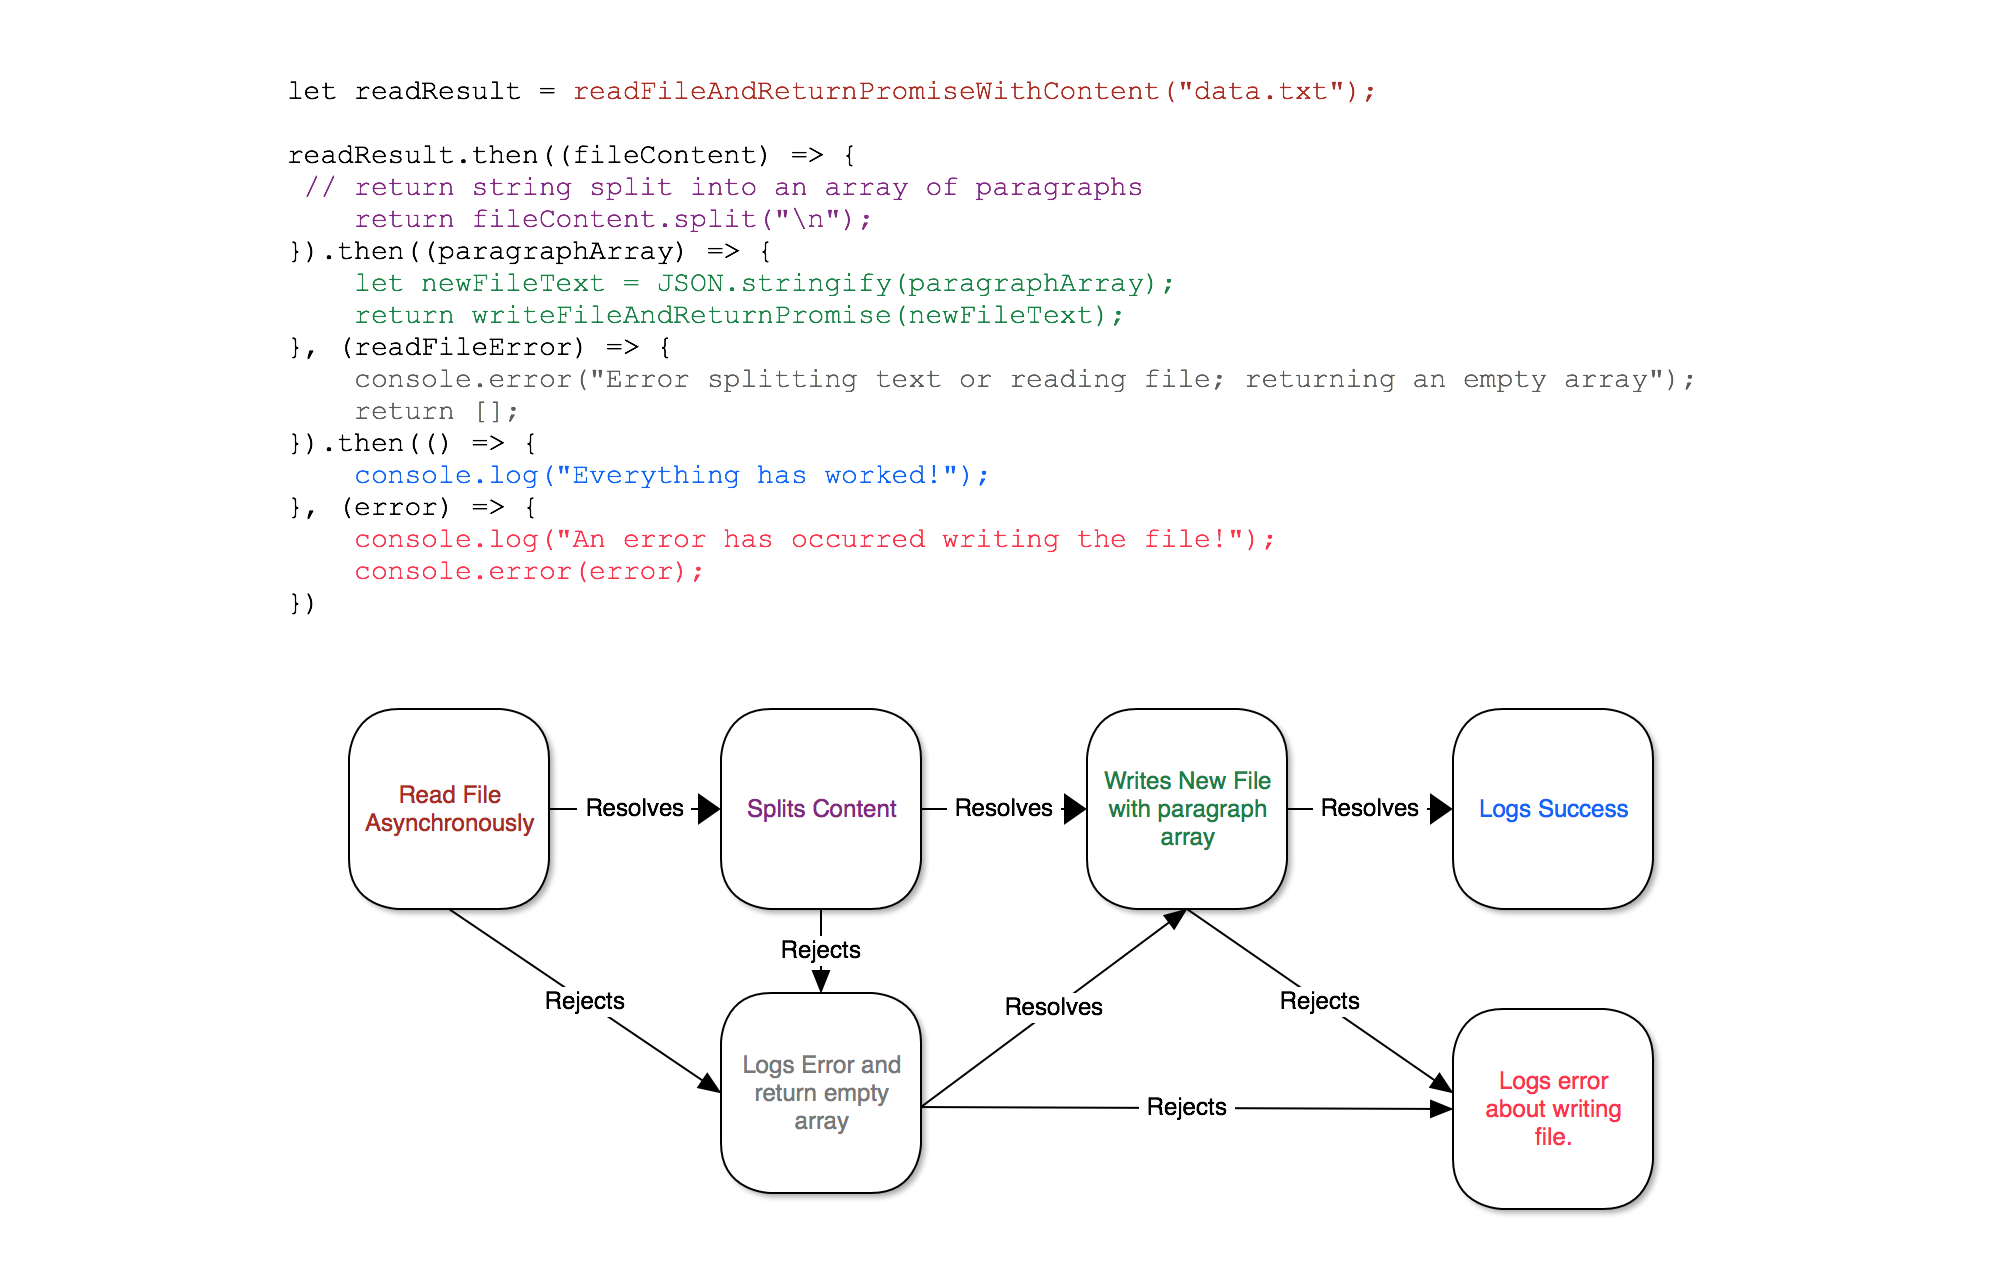 let readResult = readFileAndReturnPromiseWithContent("data.txt");
readResult.then((fileContent) => {
// return string split into an array of paragraphs
return fileContent.split("\n");
}).then((paragraphArray) => {
let newFileText = JSON.stringify(paragraphArray);
return writeFileAndReturnPromise(newFileText);
}, (readFileError) => {
console.error("Error splitting text or reading file; returning an empty array");
return [];
}).then(() => {
console.log("Everything has worked!");
}, (error) => {
console.log("An error has occurred writing the file!");
console.error(error);
})
Read File
Asynchronously
Resolves
Splits Content
Resolves
Writes New File
with paragraph
array
Resolves
Logs Success
Rejects
Rejects
Resolves
Rejects
Logs Error and
return empty
array
Rejects
Logs error
about writing
file.